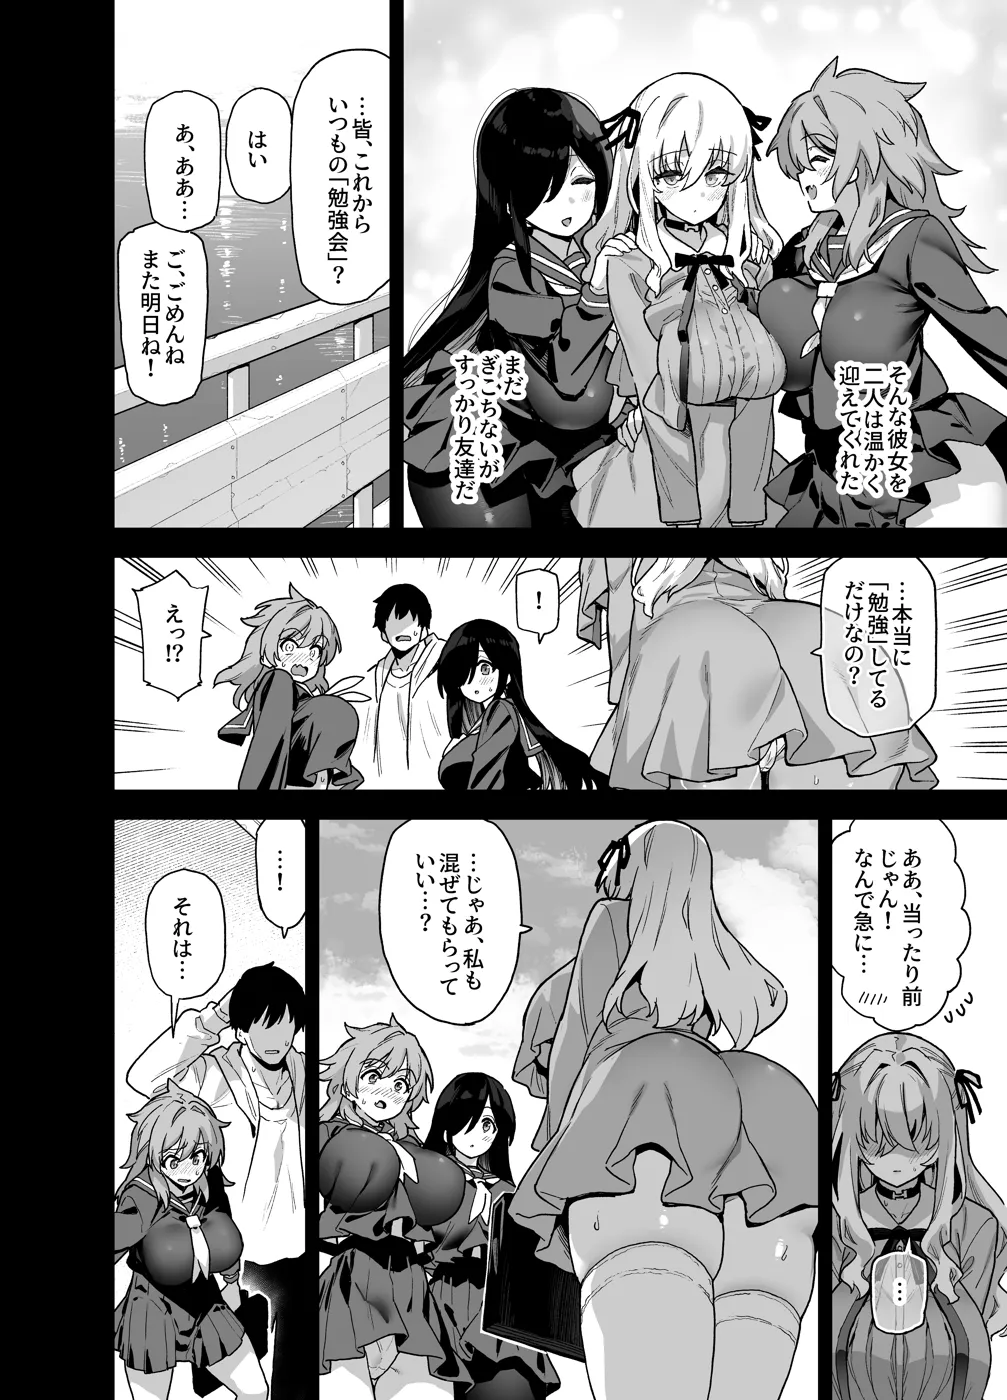 そんな彼女を
二人は温かく
迎えてくれた
まだ
ぎこちないが
すっかり友達だ
…皆、これから
いつもの「勉強会」？
はい
あ、ああ…
ご、ごめんね
また明日ね！
…本当に
「勉強」してる
だけなの？
！
えっ!?
ああ、当ったり前
じゃん！
なんで急に…
…
…じゃあ、私も
混ぜてもらって
いい…？
…！
それは…